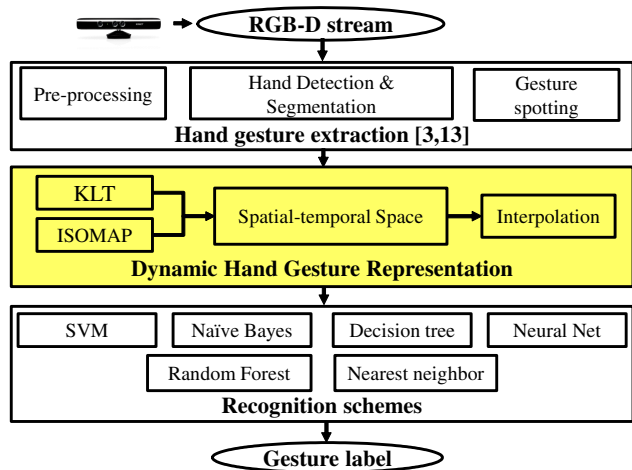 RGB-D stream
Pre-processing
Hand Detection &
Segmentation
Gesture
spotting
Hand gesture extraction [3,13]
KLT
ISOMAP
Spatial-temporal Space
Interpolation
Dynamic Hand Gesture Representation
SVM
Naïve Bayes
Decision tree
Neural Net
Random Forest
Nearest neighbor
Recognition schemes
Gesture label